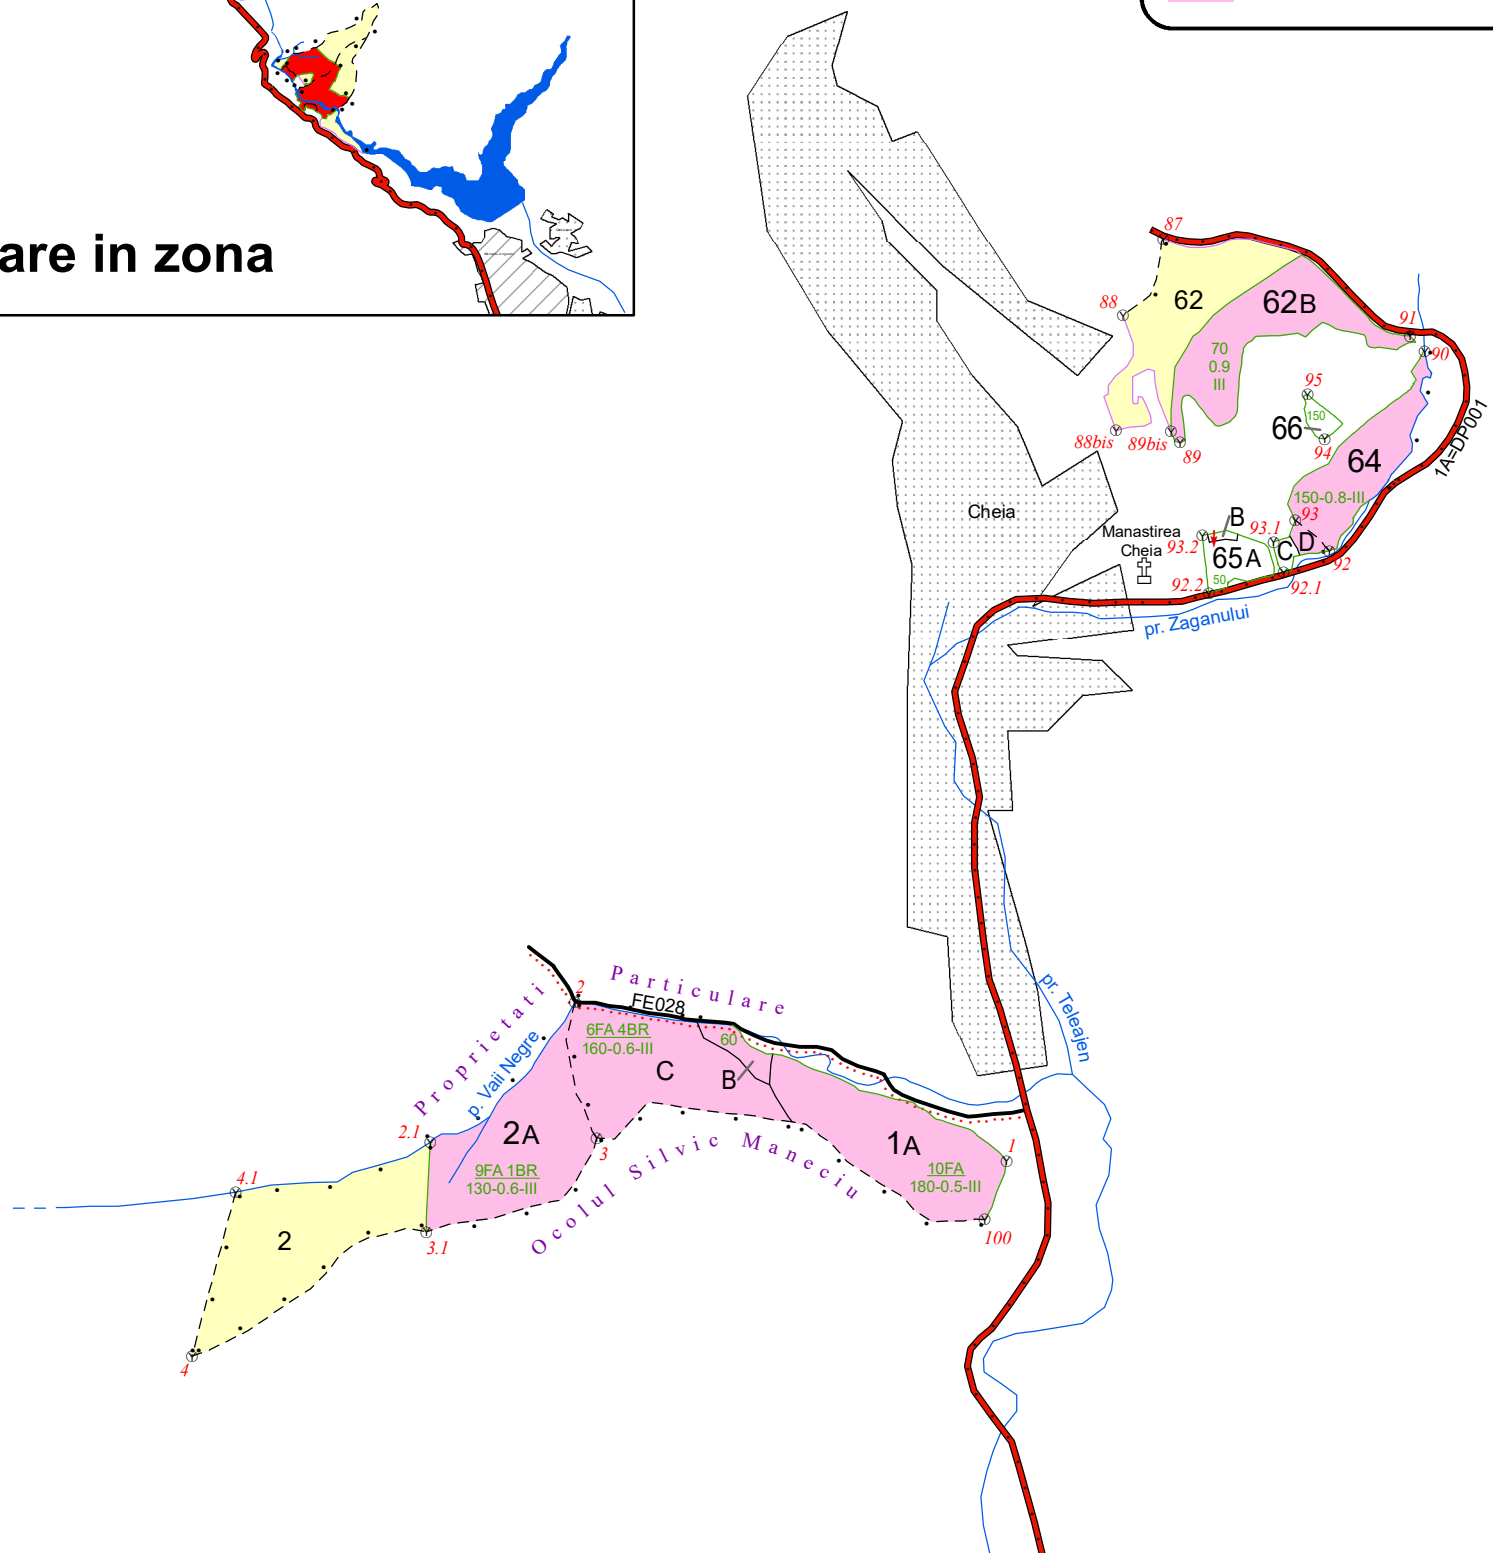 are in zona
87
88
62
62B
91
90
70
0.9
III
95
150
66
94
88bis
89bis
89
64
1A=DP001
150-0.8-III
Cheia
Manastirea
Cheia
B
93.1
93
93.2
65A
C
D
92
50
92.2
92.1
pr. Zaganului
Proprietati Particulare
2
FE028
pr. Teleajen
6FA 4BR
160-0.6-III
60
C
B
p. Vaii Negre
2.1
2A
3
1A
1
9FA 1BR
130-0.6-III
10FA
180-0.5-III
Ocolul Silvic Maneciu
4.1
2
3.1
100
4